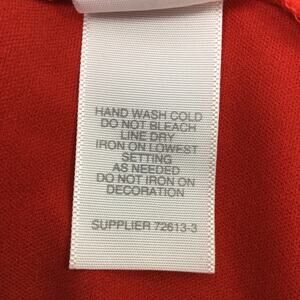 HAND WASH COLD
DO NOT BLEACH
LINE DRY
IRON ON LOWEST
SETTING
AS NEEDED
DO NOT IRON ON
DECORATION
SUPPLIER 72613-3